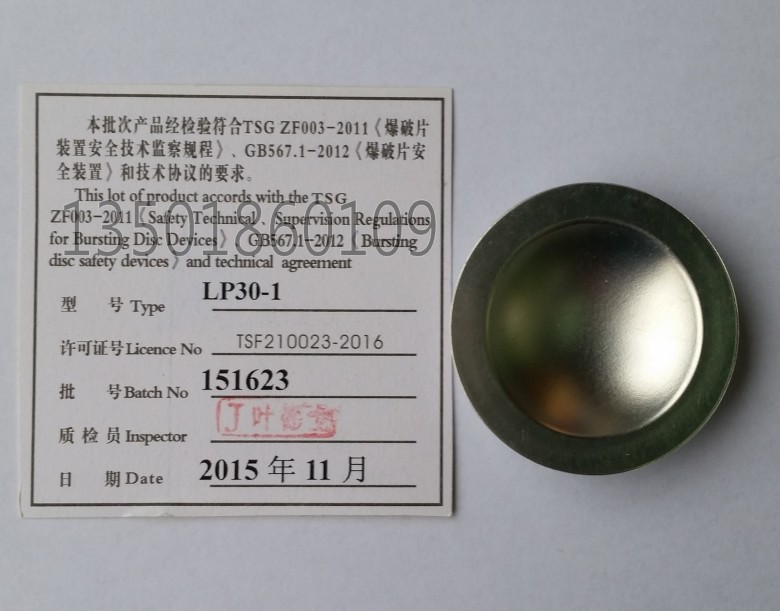 本批次产品经检验符合TSG ZF003-2011《爆破片
装置安全技术监察规程》、GB567.1-2012《爆破片安
全装置》和技术协议的要求。
This lot of product accords with the TSG
ZF003-2011《Safety Technical、Supervision Regulations
for Bursting Disc Devices》 GB567.1-2012《Bursting
disc safety devices》and technical agreement
13501860109
型 号 Type LP30-1
许可证号 Licence No TSF210023-2016
批 号 Batch No 151623
质检员 Inspector J叶
日 期 Date 2015年11月